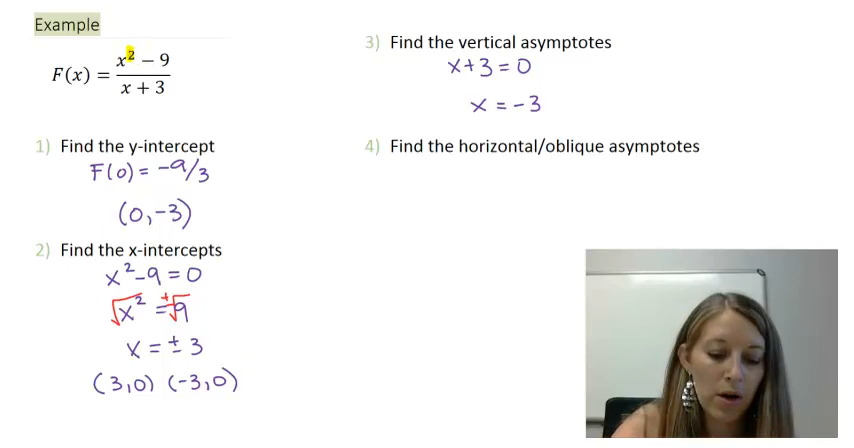 Example
F(x) = (x² − 9)/(x + 3)
1) Find the y-intercept
F(0) = -9/3
(0,-3)
2) Find the x-intercepts
x² - 9 = 0
√x² = ±√9
x = ± 3
(3,0) (-3,0)
3) Find the vertical asymptotes
x+3 = 0
x = -3
4) Find the horizontal/oblique asymptotes